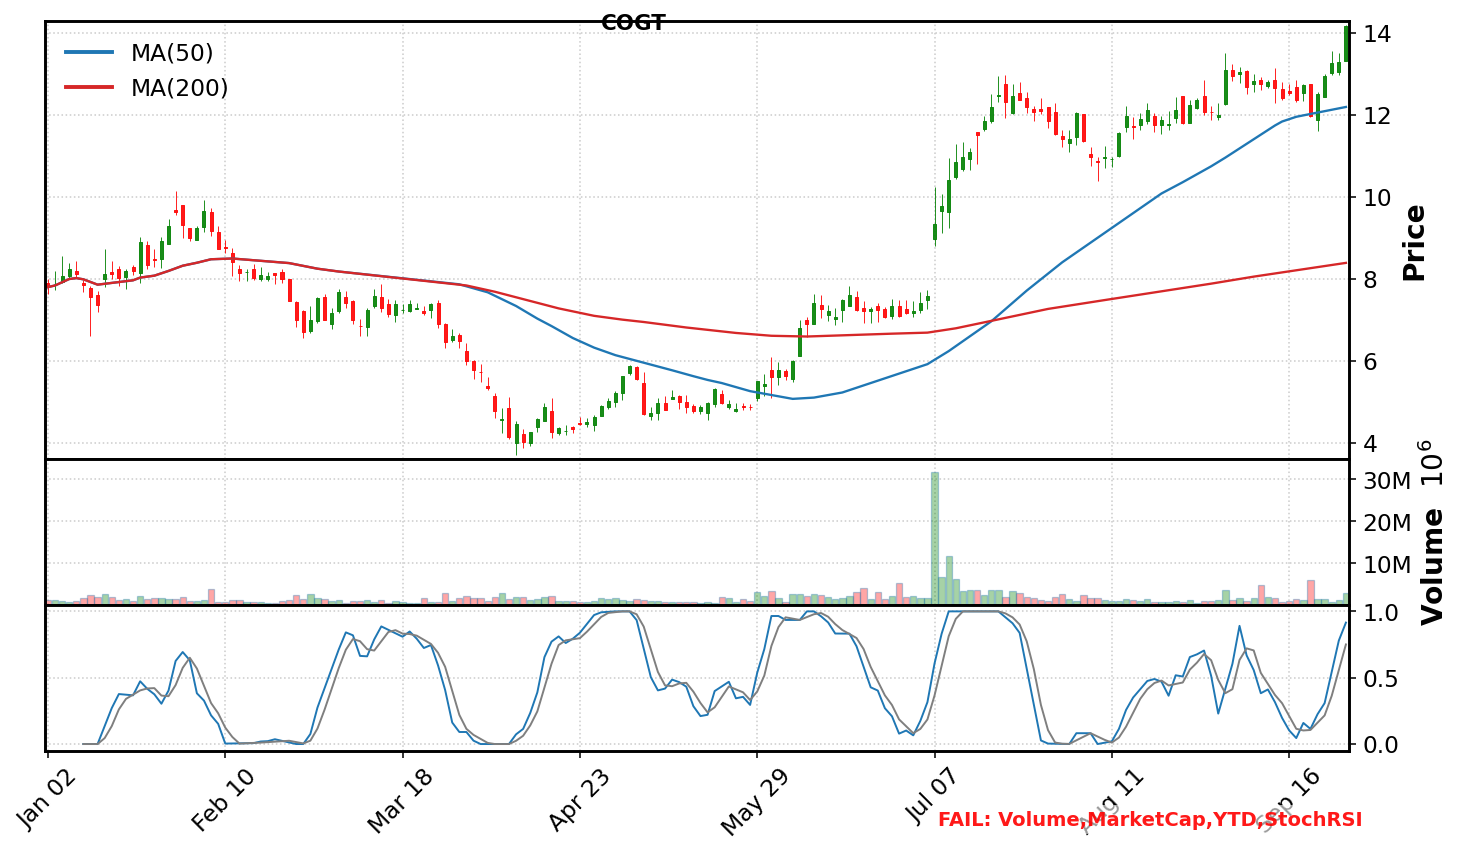 COGT
MA(50)
MA(200)
14
12
10
8
6
4
Price
30M
20M
10M
Volume 10^6
1.0
0.5
0.0
Jan 02
Feb 10
Mar 18
Apr 23
May 29
Jul 07
Aug 11
Sep 16
FAIL: Volume,MarketCap,YTD,StochRSI